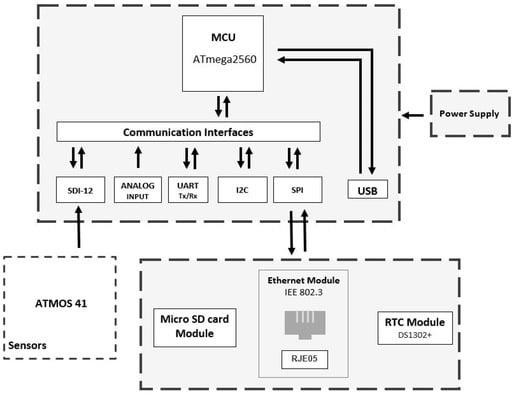 MCU
ATmega2560
Communication Interfaces
Power Supply
SDI-12
ANALOG
INPUT
UART
Tx/Rx
I2C
SPI
USB
ATMOS 41
Sensors
Ethernet Module
IEE 802.3
Micro SD card
Module
RTC Module
DS1302+
RJE05